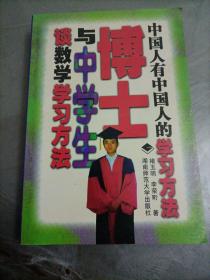 中国人有中国人的学习方法
博士
与中学生
谈数学学习方法
著
湖南师范大学出版社